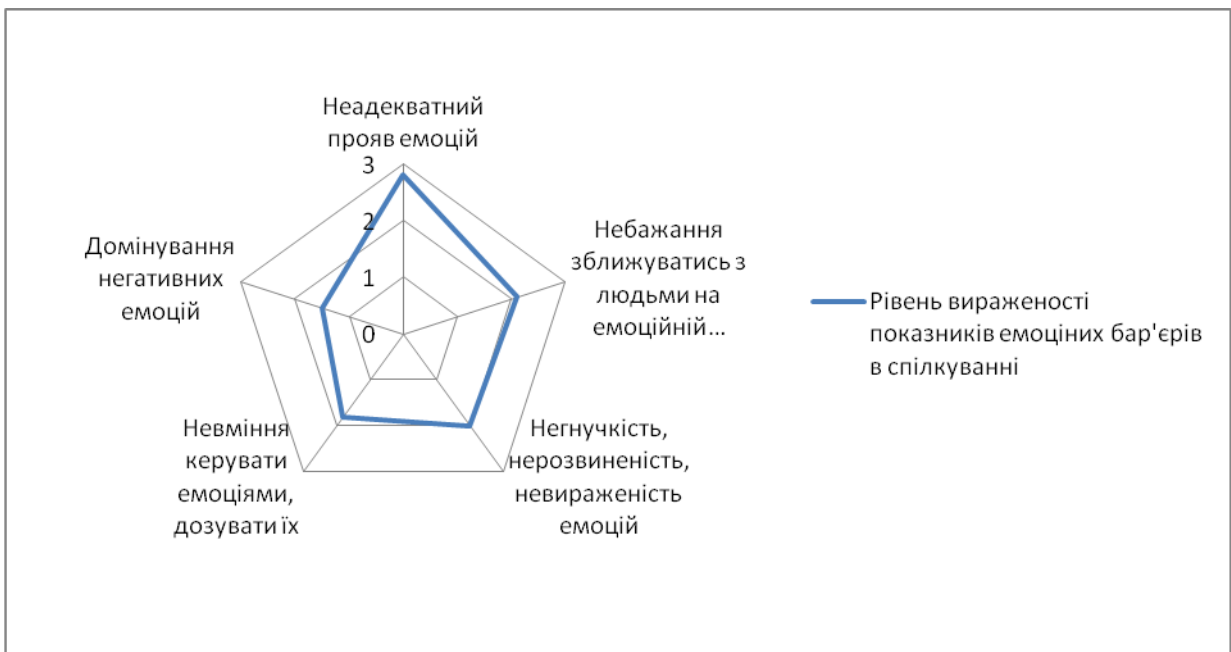 Неадекватний
прояв емоцій
3
2
1
0
Небажання
зближуватись з
людьми на
емоційній...
Негнучкість,
нерозвиненість,
невираженість
емоцій
Невміння
керувати
емоціями,
дозувати їх
Домінування
негативних
емоцій
Рівень вираженості
показників емоціних бар'єрів
в спілкуванні